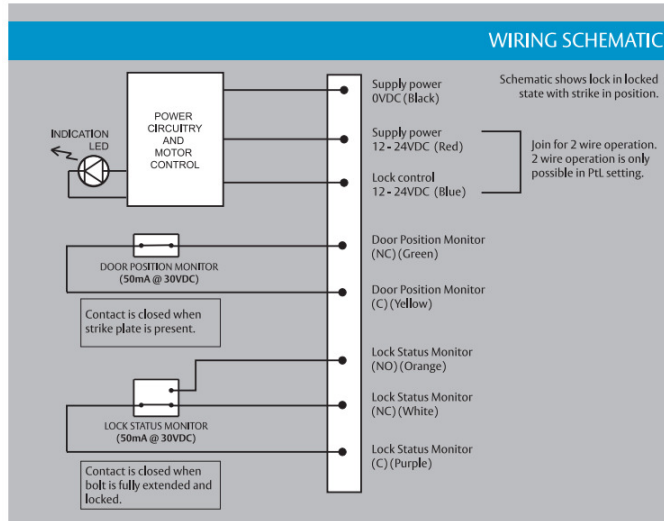 WIRING SCHEMATIC
Schematic shows lock in locked
state with strike in position.
POWER
CIRCUITRY
AND
MOTOR
CONTROL
INDICATION
LED
Supply power
0VDC (Black)
Supply power
12 - 24VDC (Red)
Lock control
12 - 24VDC (Blue)
Join for 2 wire operation.
2 wire operation is only
possible in PtL setting.
DOOR POSITION MONITOR
(50mA @ 30VDC)
Contact is closed when
strike plate is present.
Door Position Monitor
(NC) (Green)
Door Position Monitor
(C) (Yellow)
Lock Status Monitor
(NO) (Orange)
Lock Status Monitor
(NC) (White)
Lock Status Monitor
(C) (Purple)
LOCK STATUS MONITOR
(50mA @ 30VDC)
Contact is closed when
bolt is fully extended and
locked.